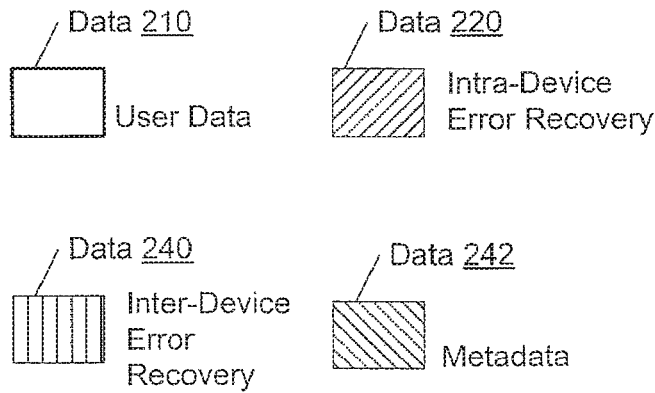 Data 210
User Data
Data 220
Intra-Device
Error Recovery
Data 240
Inter-Device
Error
Recovery
Data 242
Metadata